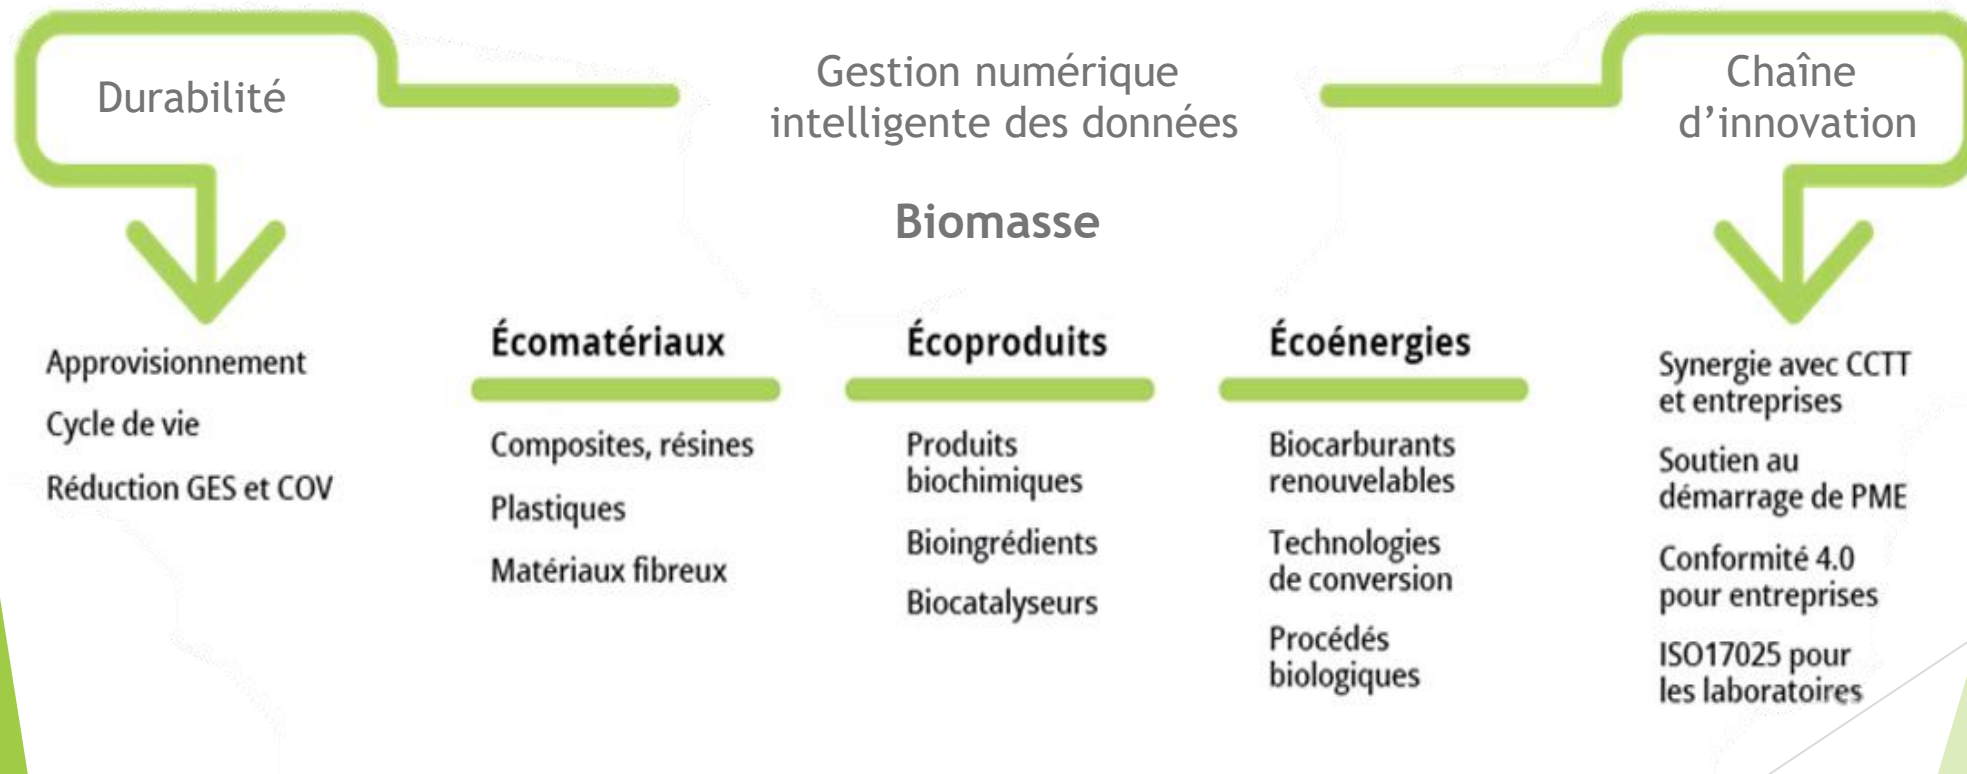 Durabilité
Gestion numérique
intelligente des données
Biomasse
Chaîne
d’innovation
Approvisionnement
Cycle de vie
Réduction GES et COV
Écomatériaux
Composites, résines
Plastiques
Matériaux fibreux
Écoproduits
Produits
biochimiques
Bioingrédients
Biocatalyseurs
Écoénergies
Biocarburants
renouvelables
Technologies
de conversion
Procédés
biologiques
Synergie avec CCTT
et entreprises
Soutien au
démarrage de PME
Conformité 4.0
pour entreprises
ISO17025 pour
les laboratoires